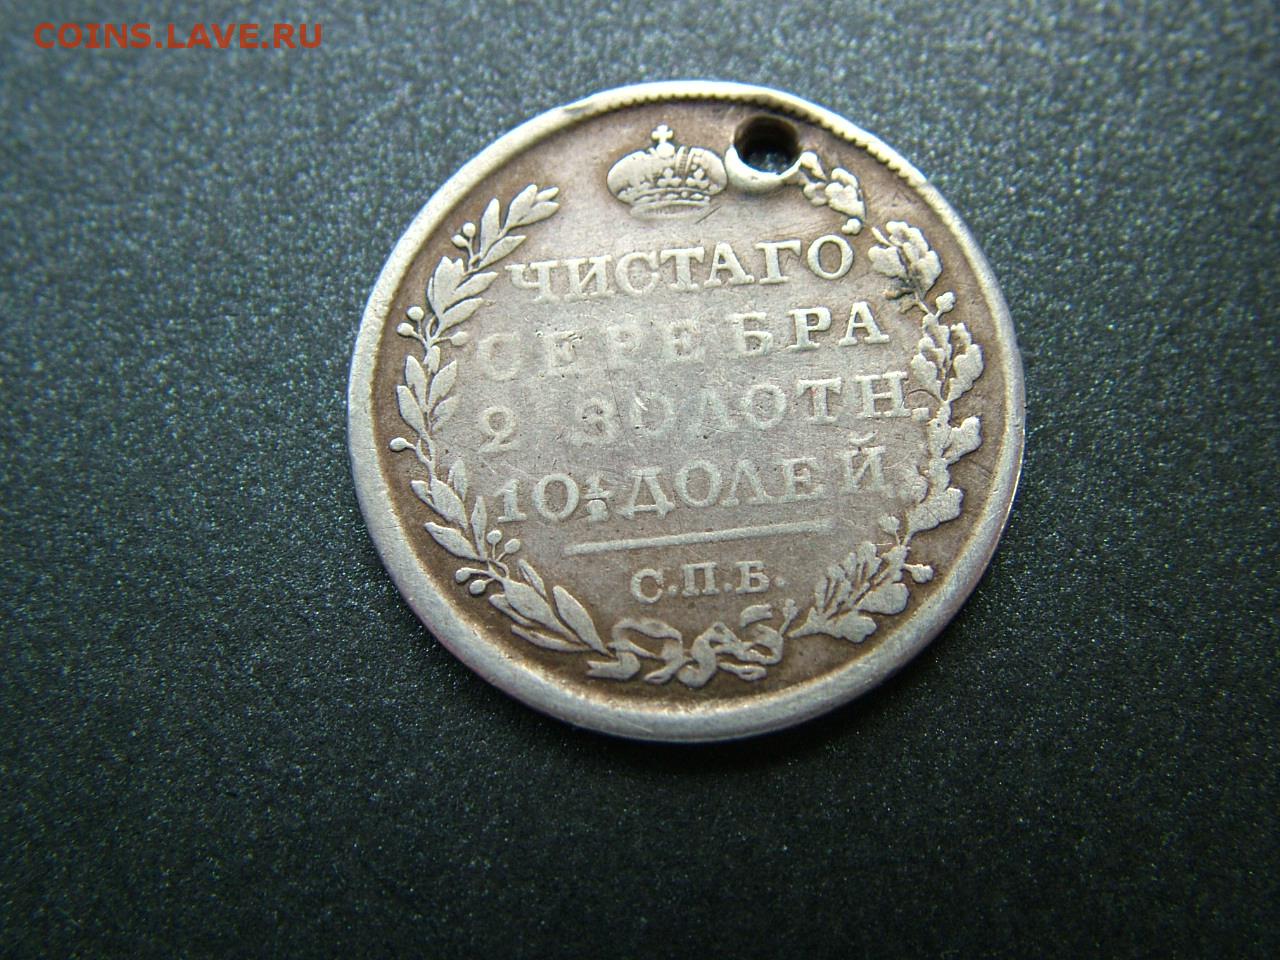 COINS.LAVE.RU
ЧИСТАГО
СЕРЕБРА
2 ЗОЛОТН.
10½ ДОЛЕЙ
С.П.Б.